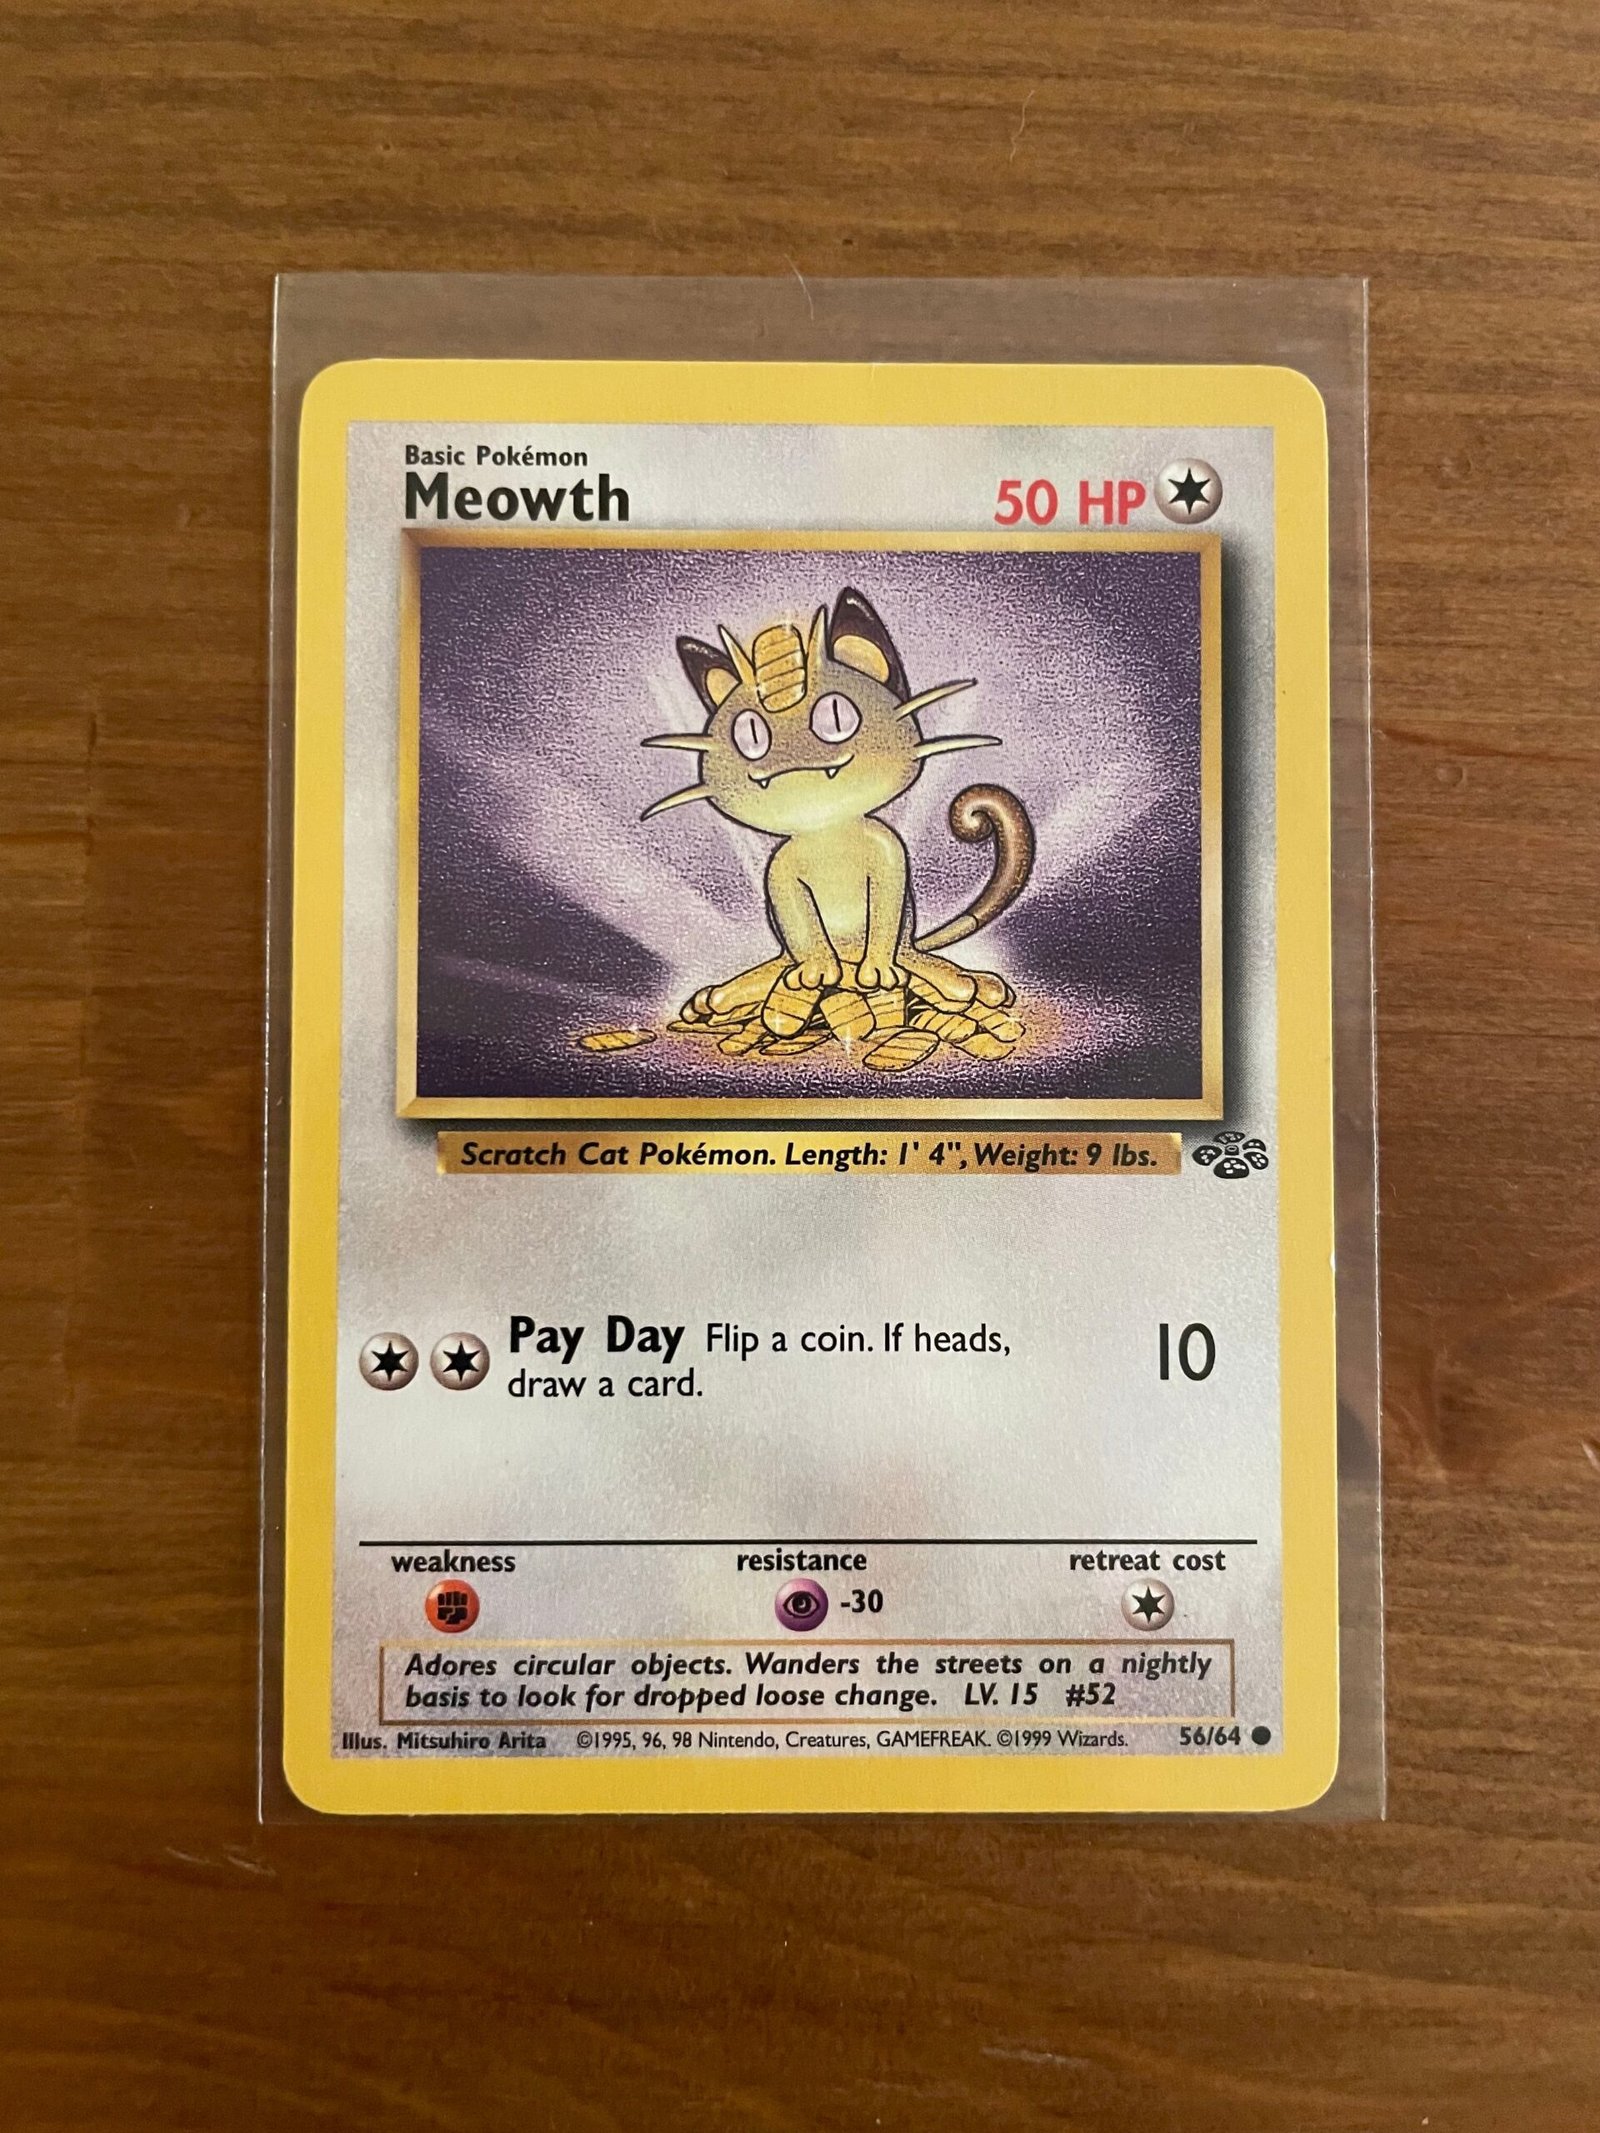 Basic Pokémon
Meowth
50 HP
Scratch Cat Pokémon. Length: 1' 4", Weight: 9 lbs.
Pay Day Flip a coin. If heads,
draw a card.
10
weakness
resistance
retreat cost
-30
Adores circular objects. Wanders the streets on a nightly
basis to look for dropped loose change. LV. 15 #52
Illus. Mitsuhiro Arita ©1995, 96, 98 Nintendo, Creatures, GAMEFREAK. ©1999 Wizards. 56/64